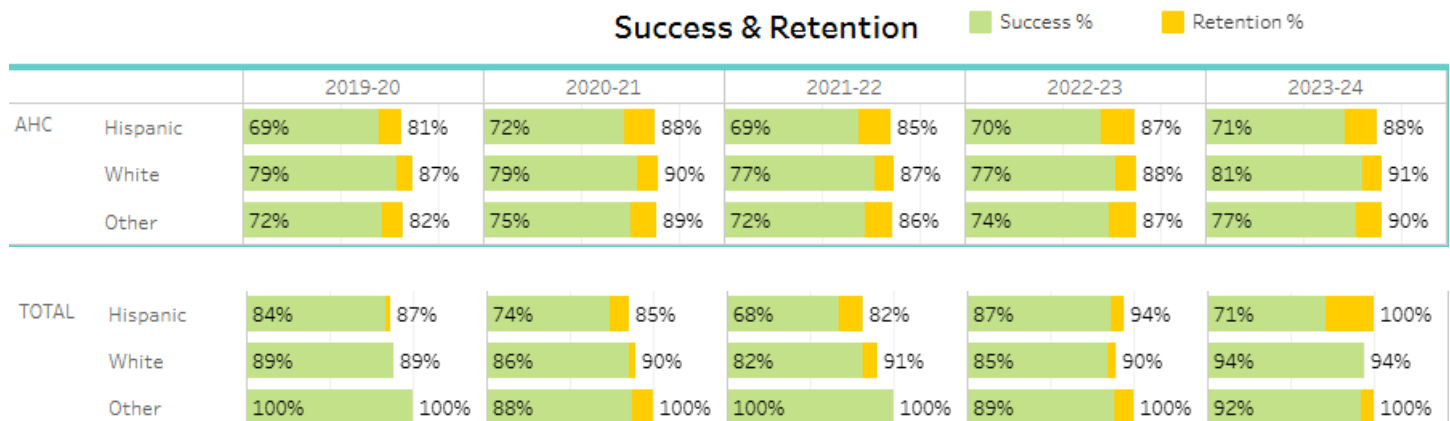 Success & Retention Success % Retention %
2019-20 2020-21 2021-22 2022-23 2023-24
AHC Hispanic 69% 81% 72% 88% 69% 85% 70% 87% 71% 88%
White 79% 87% 79% 90% 77% 87% 77% 88% 81% 91%
Other 72% 82% 75% 89% 72% 86% 74% 87% 77% 90%
TOTAL Hispanic 84% 87% 74% 85% 68% 82% 87% 94% 71% 100%
White 89% 89% 86% 90% 82% 91% 85% 90% 94% 94%
Other 100% 100% 88% 100% 100% 100% 89% 100% 92% 100%